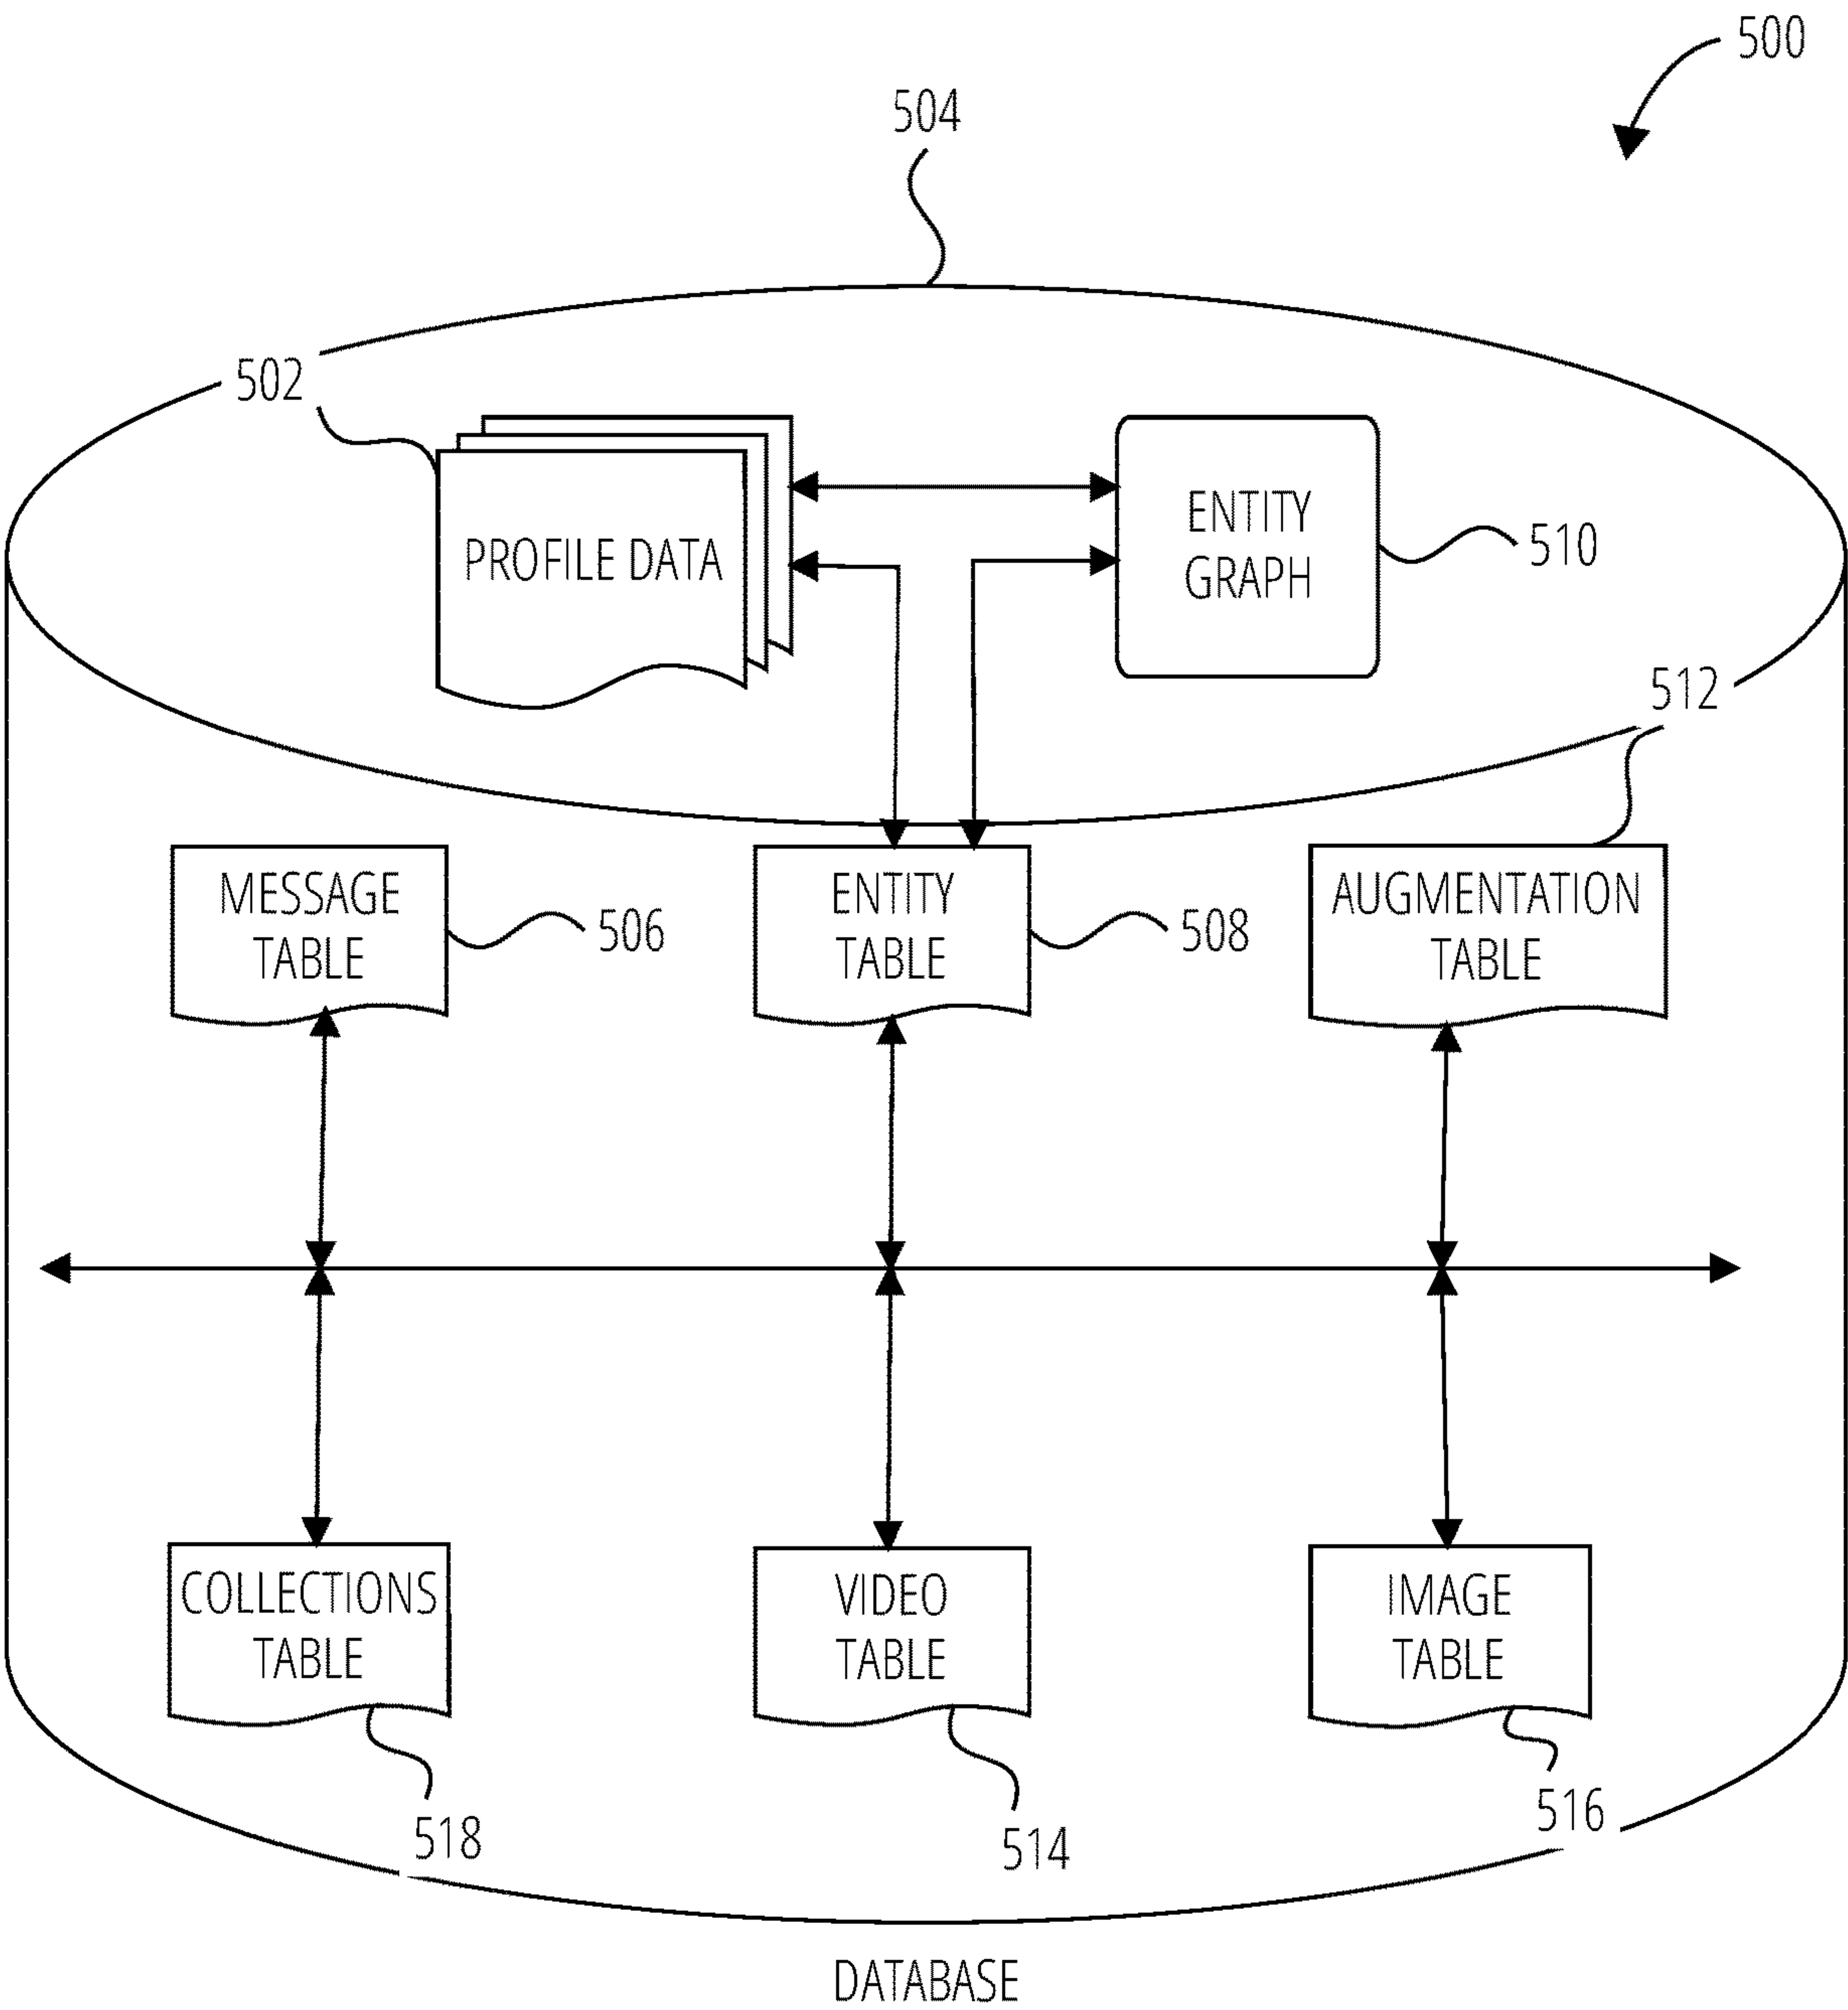 500
504
502
PROFILE DATA
ENTITY
GRAPH
510
512
MESSAGE
TABLE
506
ENTITY
TABLE
508
AUGMENTATION
TABLE
COLLECTIONS
TABLE
VIDEO
TABLE
IMAGE
TABLE
518
514
516
DATABASE